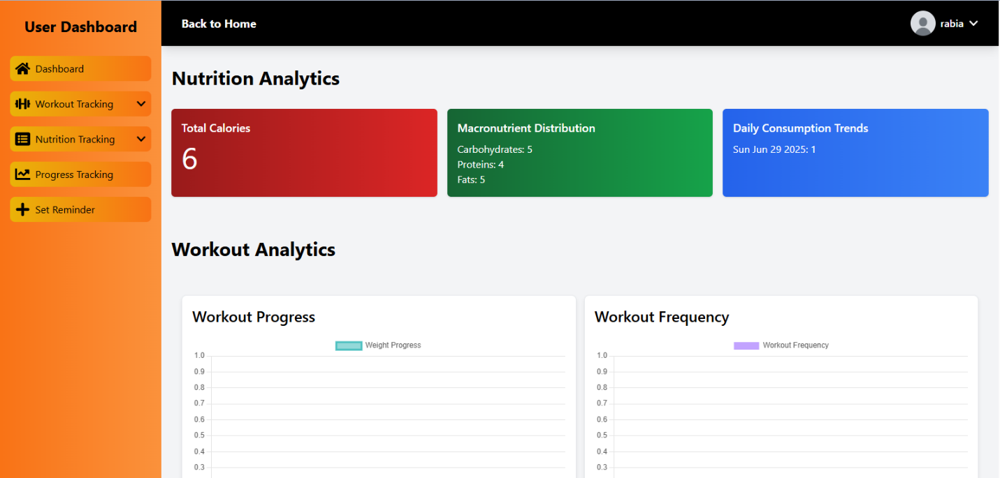 User Dashboard
Dashboard
Workout Tracking
Nutrition Tracking
Progress Tracking
Set Reminder
Back to Home
rabia
Nutrition Analytics
Total Calories
6
Macronutrient Distribution
Carbohydrates: 5
Proteins: 4
Fats: 5
Daily Consumption Trends
Sun Jun 29 2025: 1
Workout Analytics
Workout Progress
Weight Progress
1.0
0.9
0.8
0.7
0.6
0.5
0.4
0.3
Workout Frequency
Workout Frequency
1.0
0.9
0.8
0.7
0.6
0.5
0.4
0.3